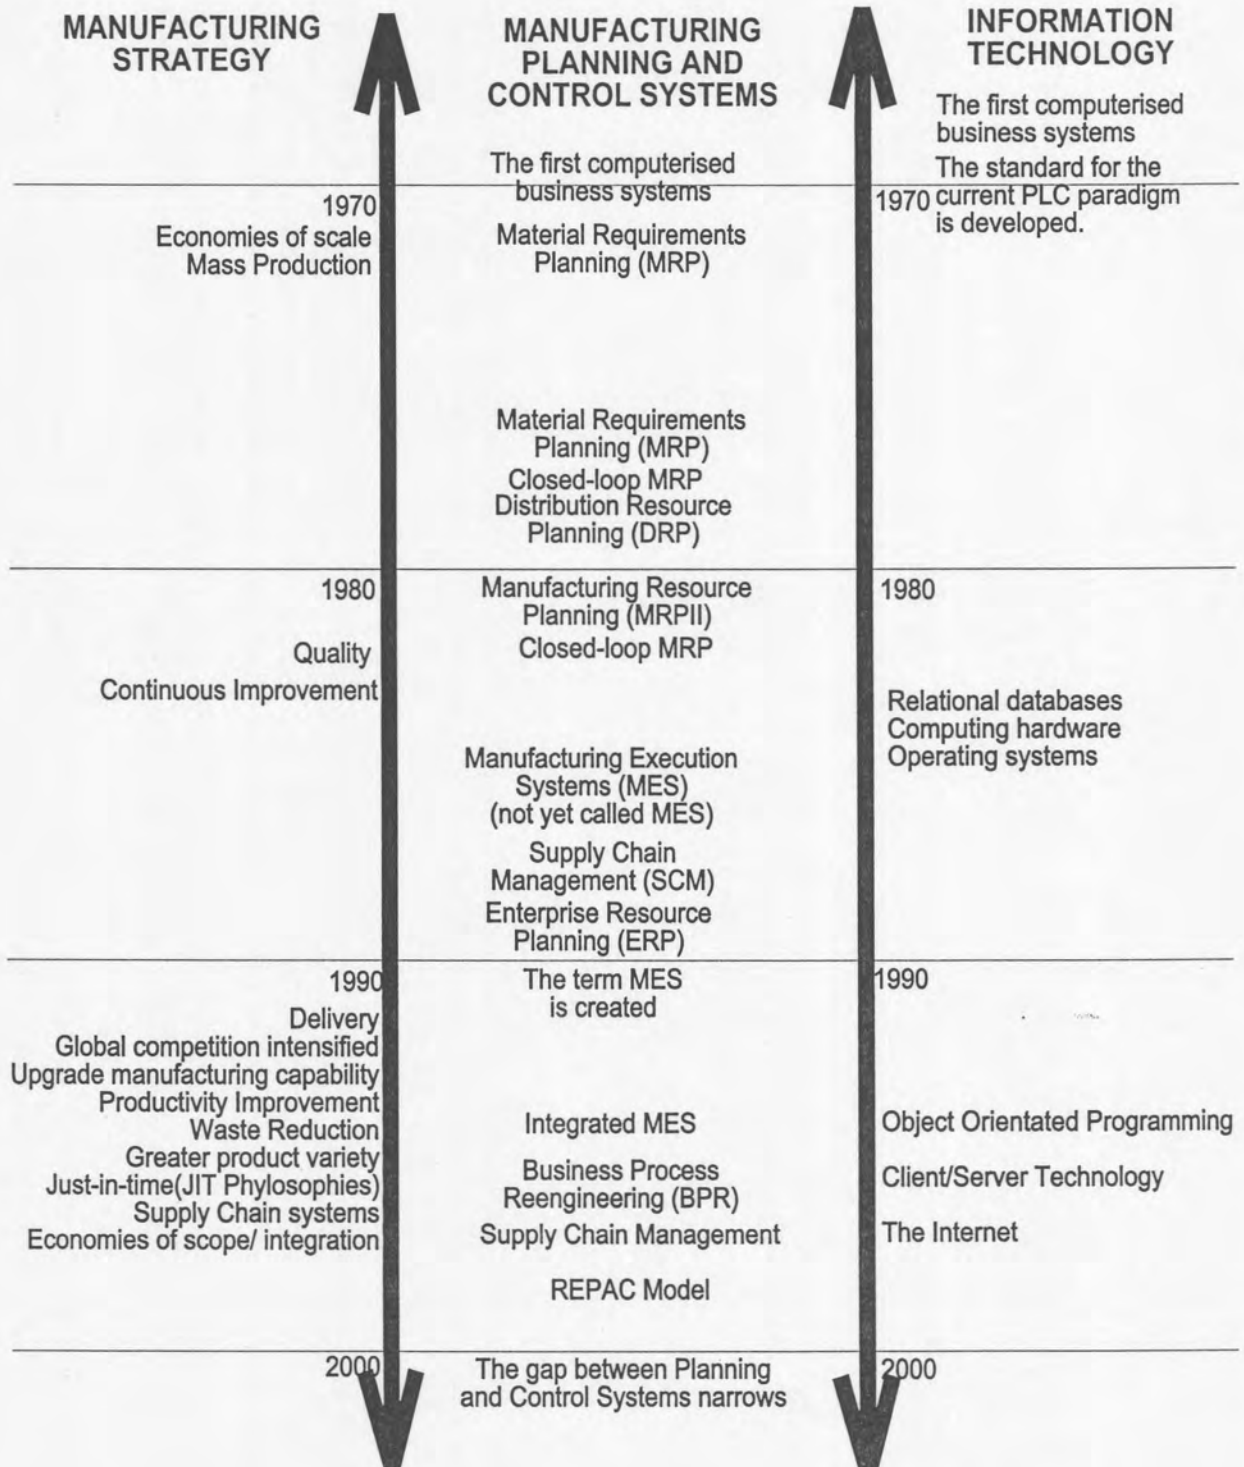 MANUFACTURING
STRATEGY
1970
Economies of scale
Mass Production
1980
Quality
Continuous Improvement
1990
Delivery
Global competition intensified
Upgrade manufacturing capability
Productivity Improvement
Waste Reduction
Greater product variety
Just-in-time(JIT Phylosophies)
Supply Chain systems
Economies of scope/ integration
2000
MANUFACTURING
PLANNING AND
CONTROL SYSTEMS
The first computerised
business systems
Material Requirements
Planning (MRP)
Material Requirements
Planning (MRP)
Closed-loop MRP
Distribution Resource
Planning (DRP)
Manufacturing Resource
Planning (MRPII)
Closed-loop MRP
Manufacturing Execution
Systems (MES)
(not yet called MES)
Supply Chain
Management (SCM)
Enterprise Resource
Planning (ERP)
The term MES
is created
Integrated MES
Business Process
Reengineering (BPR)
Supply Chain Management
REPAC Model
The gap between Planning
and Control Systems narrows
INFORMATION
TECHNOLOGY
The first computerised
business systems
The standard for the
1970 current PLC paradigm
is developed.
1980
Relational databases
Computing hardware
Operating systems
1990
Object Orientated Programming
Client/Server Technology
The Internet
2000